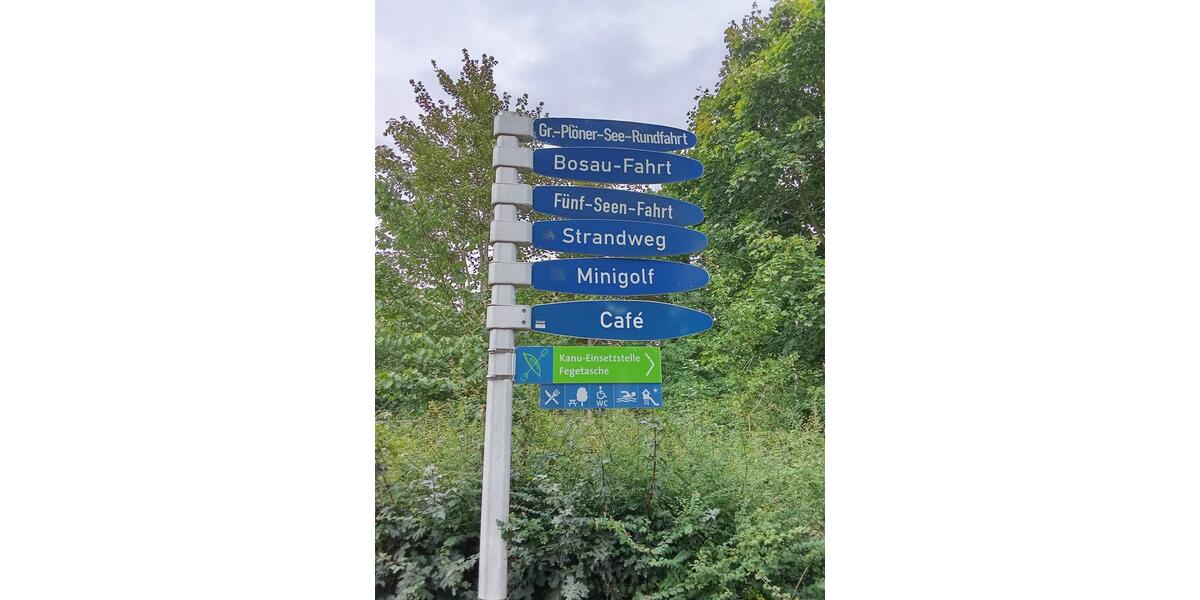 Gr.-Plöner-See-Rundfahrt
Bosau-Fahrt
Fünf-Seen-Fahrt
Strandweg
Minigolf
Café
Kanu-Einsetzstelle
Fegetasche
WC